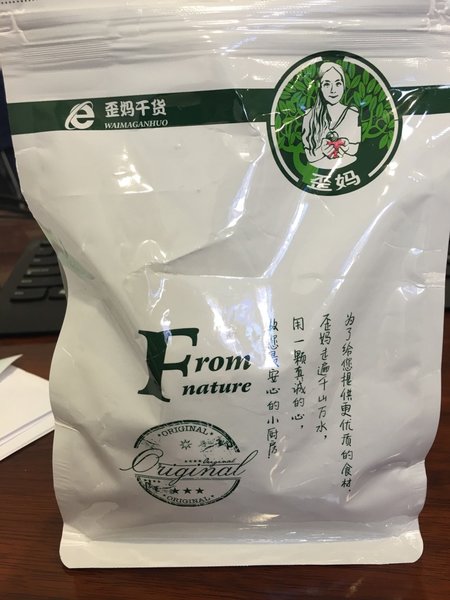 歪妈干货
WAIMAGANHUO
歪妈
From
nature
为了给您提供更优质的食材,
歪妈走遍千山万水,
用一颗真诚的心,
做您最安心的小厨房
ORIGINAL
Original
Original
ORIGINAL